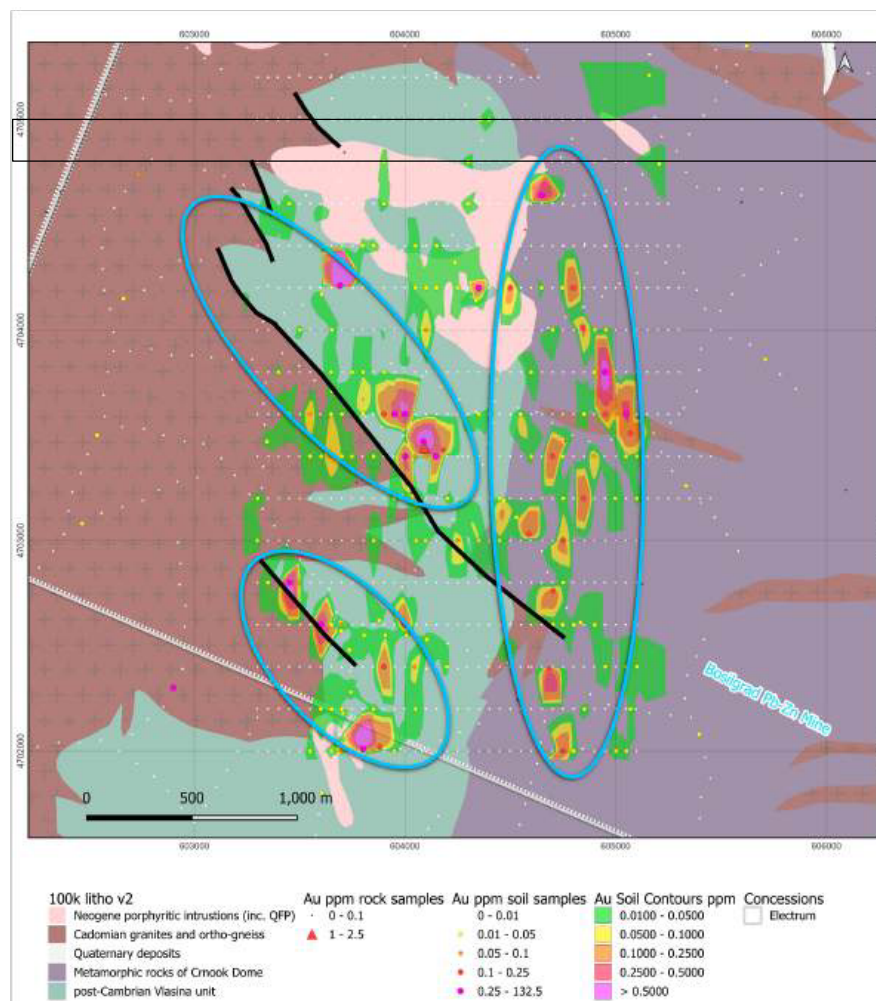 603000 604000 605000 606000
4705000
4704000
4703000
4702000
Bosilgrad Pb-Zn Mine
0 500 1,000 m
603000 604000 605000 606000
100k litho v2
Neogene porphyritic intrustions (inc. QFP)
Cadomian granites and ortho-gneiss
Quaternary deposits
Metamorphic rocks of Crnook Dome
post-Cambrian Vlasina unit
Au ppm rock samples
0 - 0.1
1 - 2.5
Au ppm soil samples
0 - 0.01
0.01 - 0.05
0.05 - 0.1
0.1 - 0.25
0.25 - 132.5
Au Soil Contours ppm
0.0100 - 0.0500
0.0500 - 0.1000
0.1000 - 0.2500
0.2500 - 0.5000
> 0.5000
Concessions
Electrum